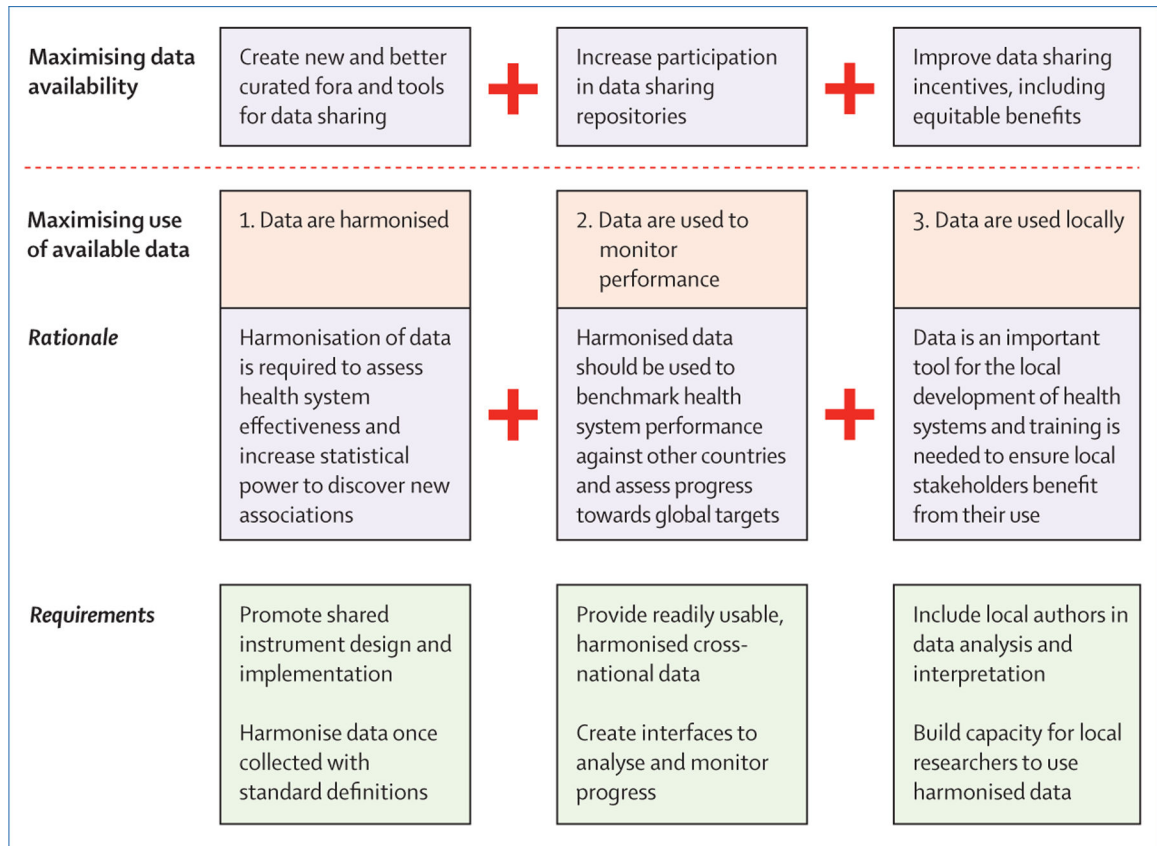 Maximising data
availability
Create new and better
curated fora and tools
for data sharing
Increase participation
in data sharing
repositories
Improve data sharing
incentives, including
equitable benefits
Maximising use
of available data
1. Data are harmonised
2. Data are used to
monitor
performance
3. Data are used locally
Rationale
Harmonisation of data
is required to assess
health system
effectiveness and
increase statistical
power to discover new
associations
Harmonised data
should be used to
benchmark health
system performance
against other countries
and assess progress
towards global targets
Data is an important
tool for the local
development of health
systems and training is
needed to ensure local
stakeholders benefit
from their use
Requirements
Promote shared
instrument design and
implementation
Harmonise data once
collected with
standard definitions
Provide readily usable,
harmonised cross-
national data
Create interfaces to
analyse and monitor
progress
Include local authors in
data analysis and
interpretation
Build capacity for local
researchers to use
harmonised data